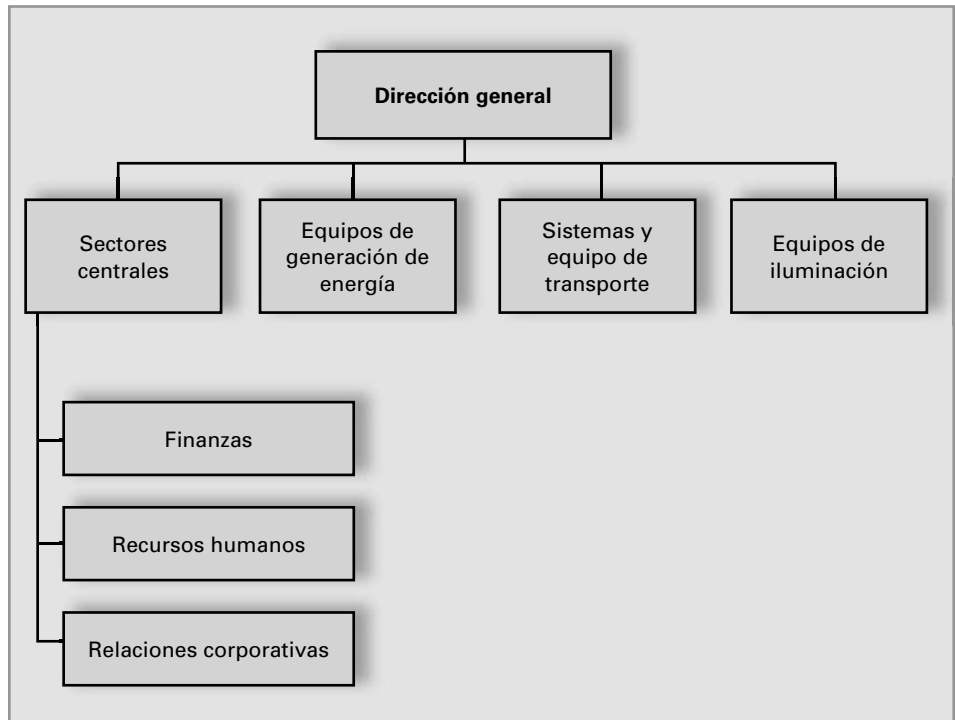 Dirección general
Sectores
centrales
Equipos de
generación de
energía
Sistemas y
equipo de
transporte
Equipos de
iluminación
Finanzas
Recursos humanos
Relaciones corporativas